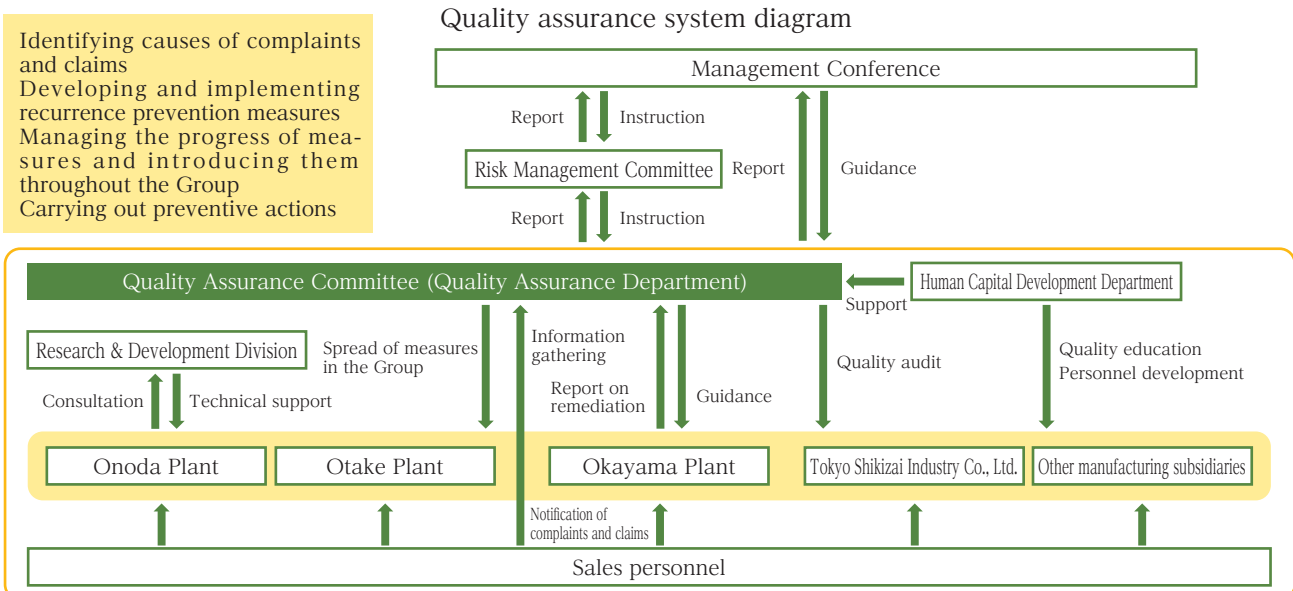 Quality assurance system diagram
Identifying causes of complaints
and claims
Developing and implementing
recurrence prevention measures
Managing the progress of mea-
sures and introducing them
throughout the Group
Carrying out preventive actions
Management Conference
Report
Instruction
Risk Management Committee
Report
Guidance
Report
Instruction
Quality Assurance Committee (Quality Assurance Department)
Support
Human Capital Development Department
Research & Development Division
Consultation
Technical support
Spread of measures
in the Group
Information
gathering
Report on
remediation
Guidance
Quality audit
Quality education
Personnel development
Onoda Plant
Otake Plant
Okayama Plant
Tokyo Shikizai Industry Co., Ltd.
Other manufacturing subsidiaries
Notification of
complaints and claims
Sales personnel